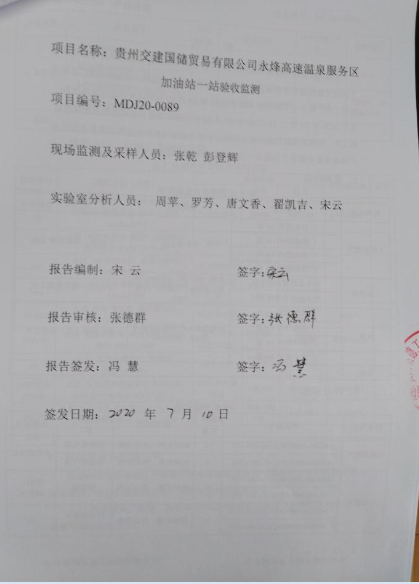 项目名称：贵州交建国储贸易有限公司永烽高速温泉服务区
加油站一站验收监测
项目编号：MDJ20-0089
现场监测及采样人员：张乾 彭登辉
实验室分析人员： 周苹、罗芳、唐文香、翟凯吉、宋云
报告编制：宋 云 签字：宋云
报告审核：张德群 签字：张德群
报告签发：冯 慧 签字：冯慧
签发日期：2020 年 7 月 10 日